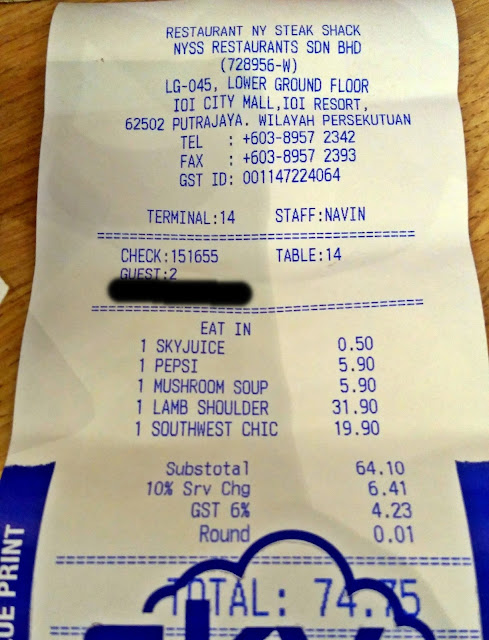 RESTAURANT NY STEAK SHACK
NYSS RESTAURANTS SDN BHD
(728956-W)
LG-045, LOWER GROUND FLOOR
IOI CITY MALL,IOI RESORT,
62502 PUTRAJAYA. WILAYAH PERSEKUTUAN
TEL : +603-8957 2342
FAX : +603-8957 2393
GST ID: 001147224064
TERMINAL:14 STAFF:NAVIN
CHECK:151655 TABLE:14
GUEST:2
EAT IN
1 SKYJUICE 0.50
1 PEPSI 5.90
1 MUSHROOM SOUP 5.90
1 LAMB SHOULDER 31.90
1 SOUTHWEST CHIC 19.90
Substotal 64.10
10% Srv Chg 6.41
GST 6% 4.23
Round 0.01
TOTAL: 74.75
UE PRINT
sky